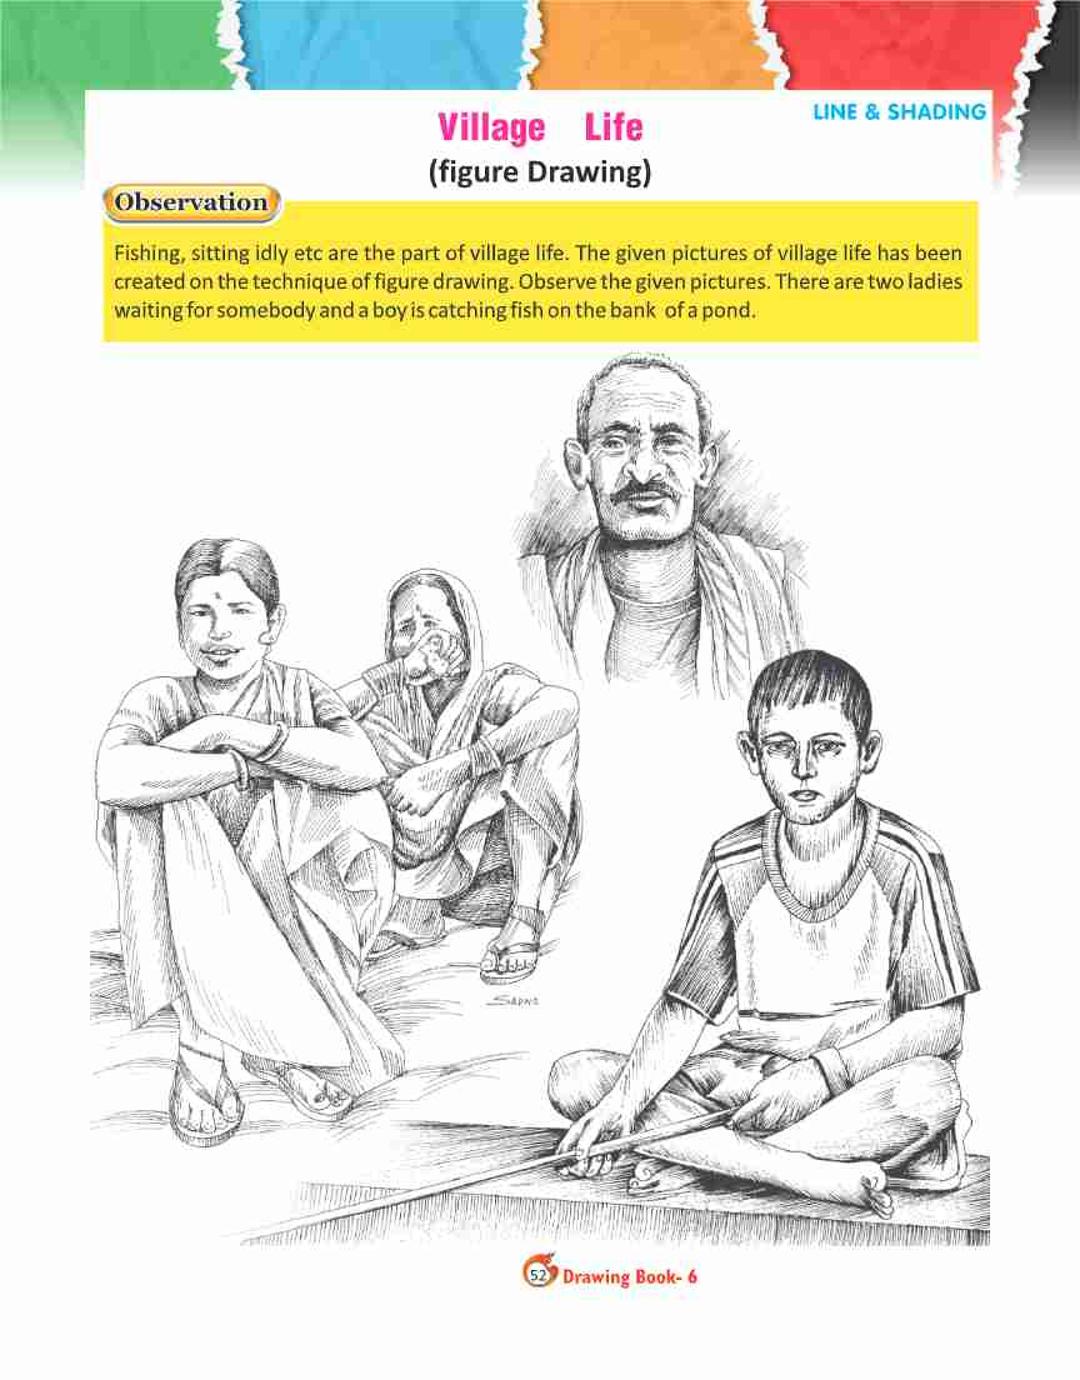 LINE & SHADING
Village Life
(figure Drawing)
Observation
Fishing, sitting idly etc are the part of village life. The given pictures of village life has been
created on the technique of figure drawing. Observe the given pictures. There are two ladies
waiting for somebody and a boy is catching fish on the bank of a pond.
Sapna
52 Drawing Book- 6